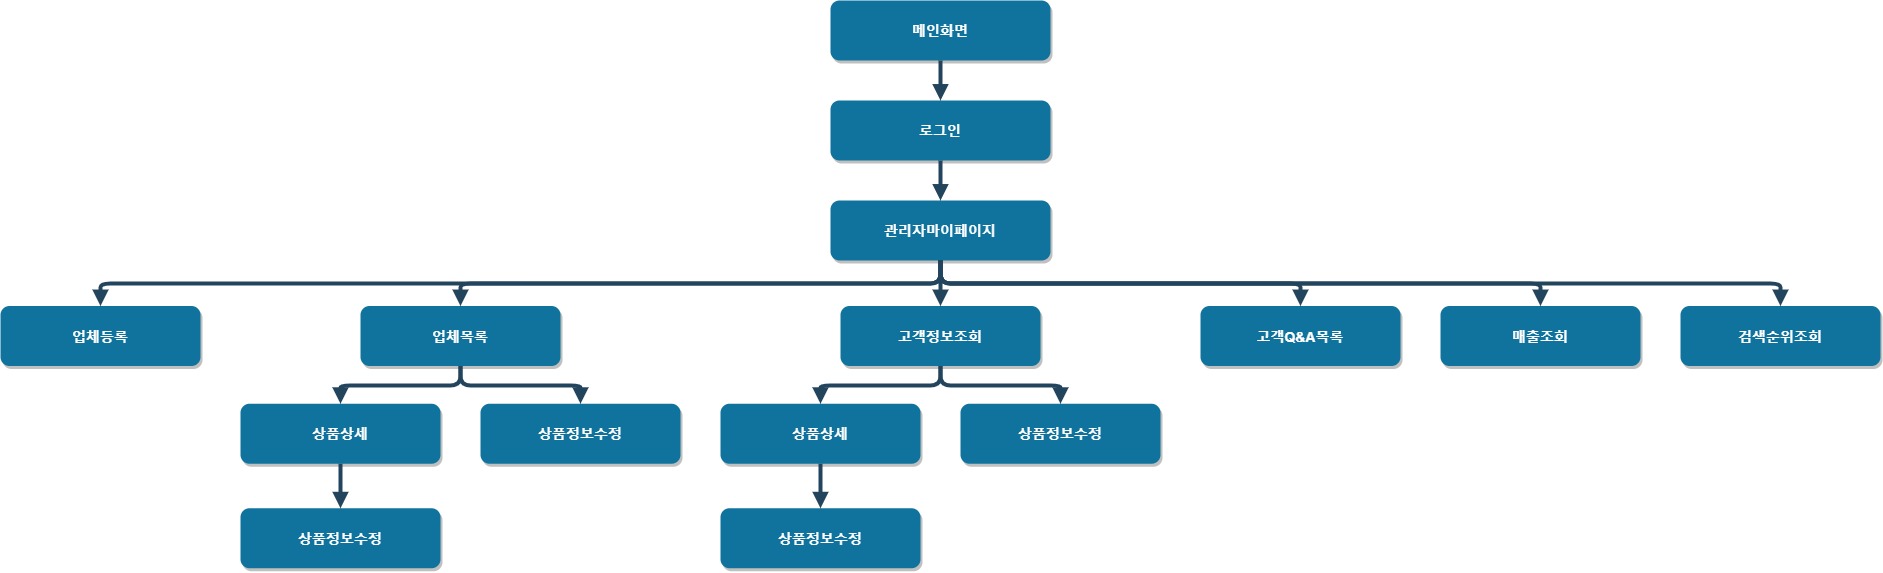 메인화면
로그인
관리자마이페이지
업체등록
업체목록
고객정보조회
고객Q&A목록
매출조회
검색순위조회
상품상세
상품정보수정
상품상세
상품정보수정
상품정보수정
상품정보수정